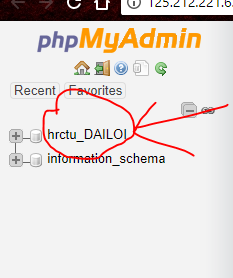 125.212.221.6
phpMyAdmin
Recent Favorites
hrctu_DAILOI
information_schema